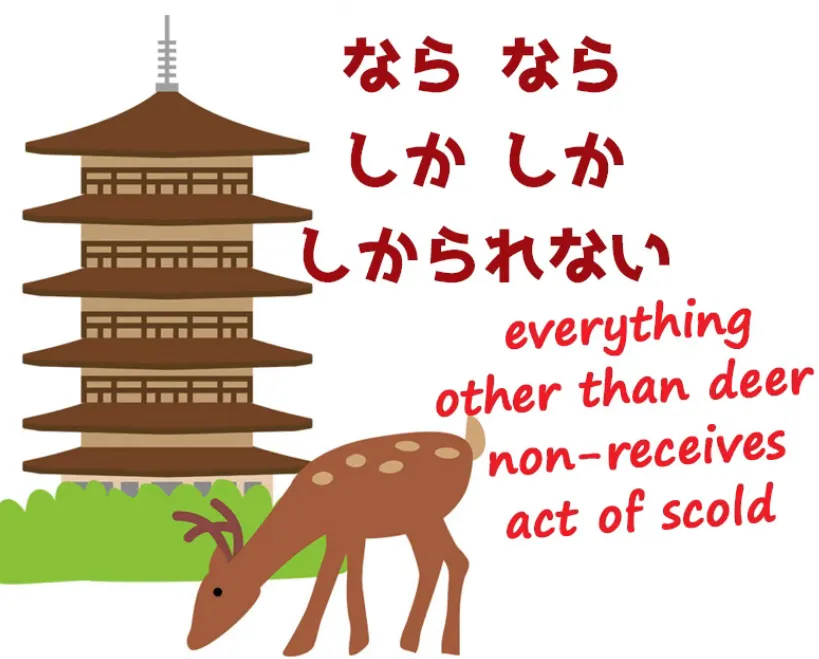 なら なら
しか しか
しかられない
everything
other than deer
non-receives
act of scold